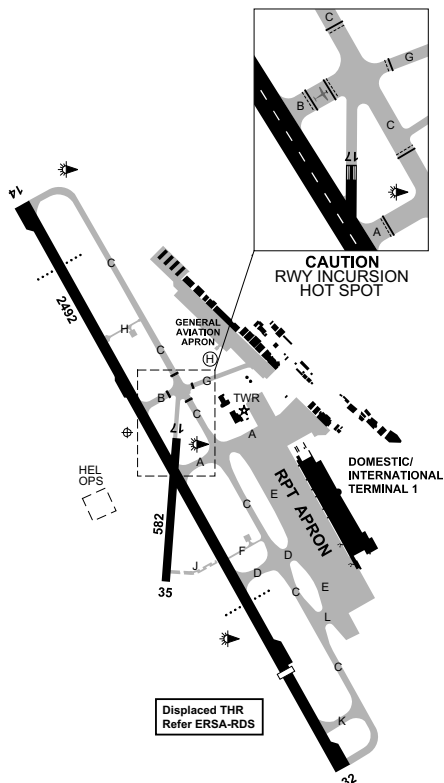 C
G
B
C
17
A
CAUTION
RWY INCURSION
HOT SPOT
14
2492
C
H
GENERAL
AVIATION
APRON
H
C
G
B
C
TWR
17
A
A
DOMESTIC/
INTERNATIONAL
TERMINAL 1
HEL
OPS
E
RPT APRON
582
C
F
J
D
D
35
C
E
L
C
Displaced THR
Refer ERSA-RDS
K
32